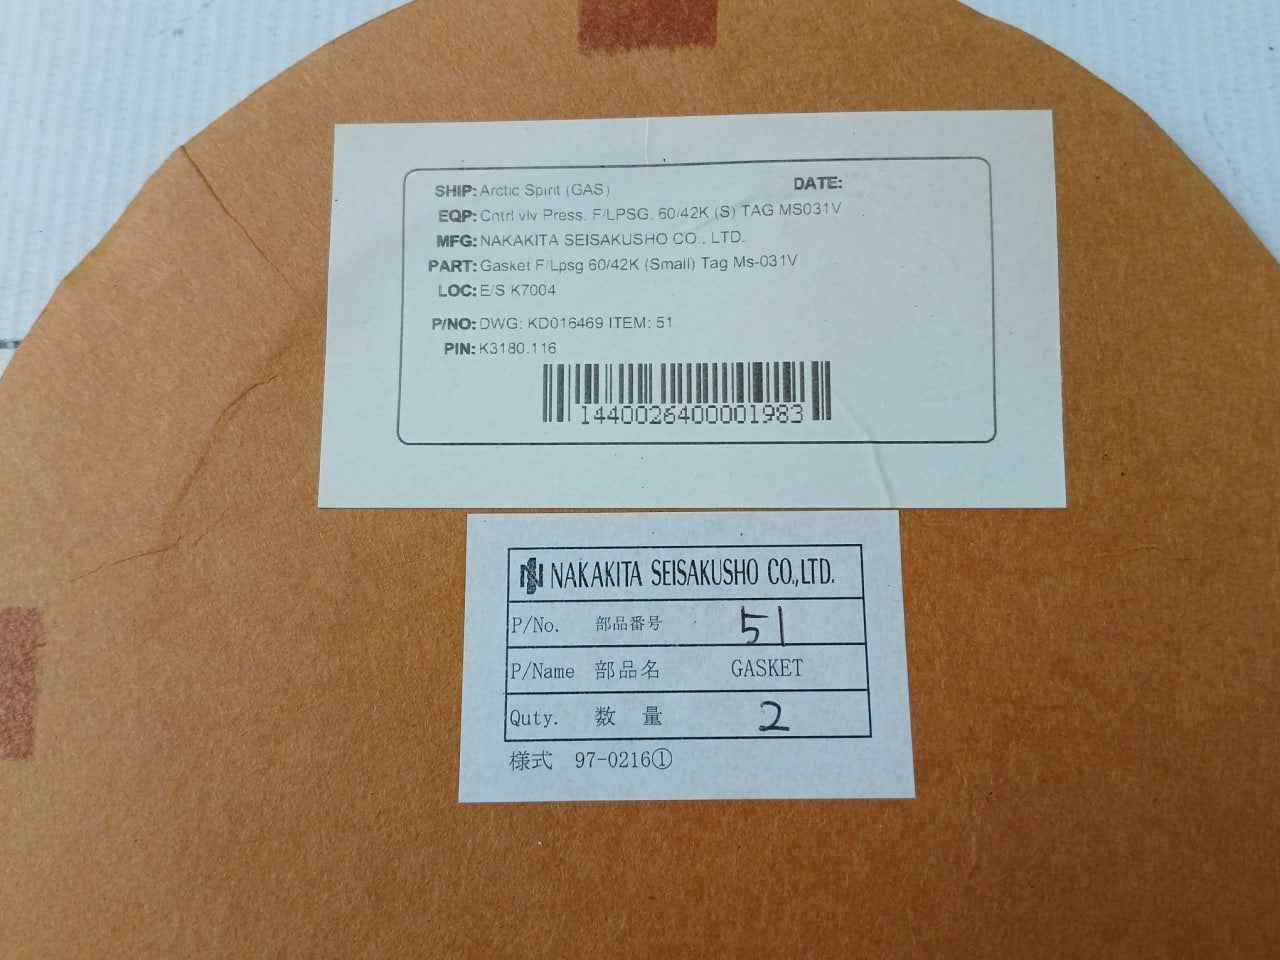 SHIP: Arctic Spirit (GAS) DATE:
EQP: Cntrl vlv Press. F/LPSG. 60/42K (S) TAG MS031V
MFG: NAKAKITA SEISAKUSHO CO., LTD.
PART: Gasket F/Lpsg 60/42K (Small) Tag Ms-031V
LOC: E/S K7004
P/NO: DWG: KD016469 ITEM: 51
PIN: K3180.116
1440026400001983
NAKAKITA SEISAKUSHO CO.,LTD.
P/No. 部品番号 51
P/Name 部品名 GASKET
Quty. 数 量 2
様式 97-0216①